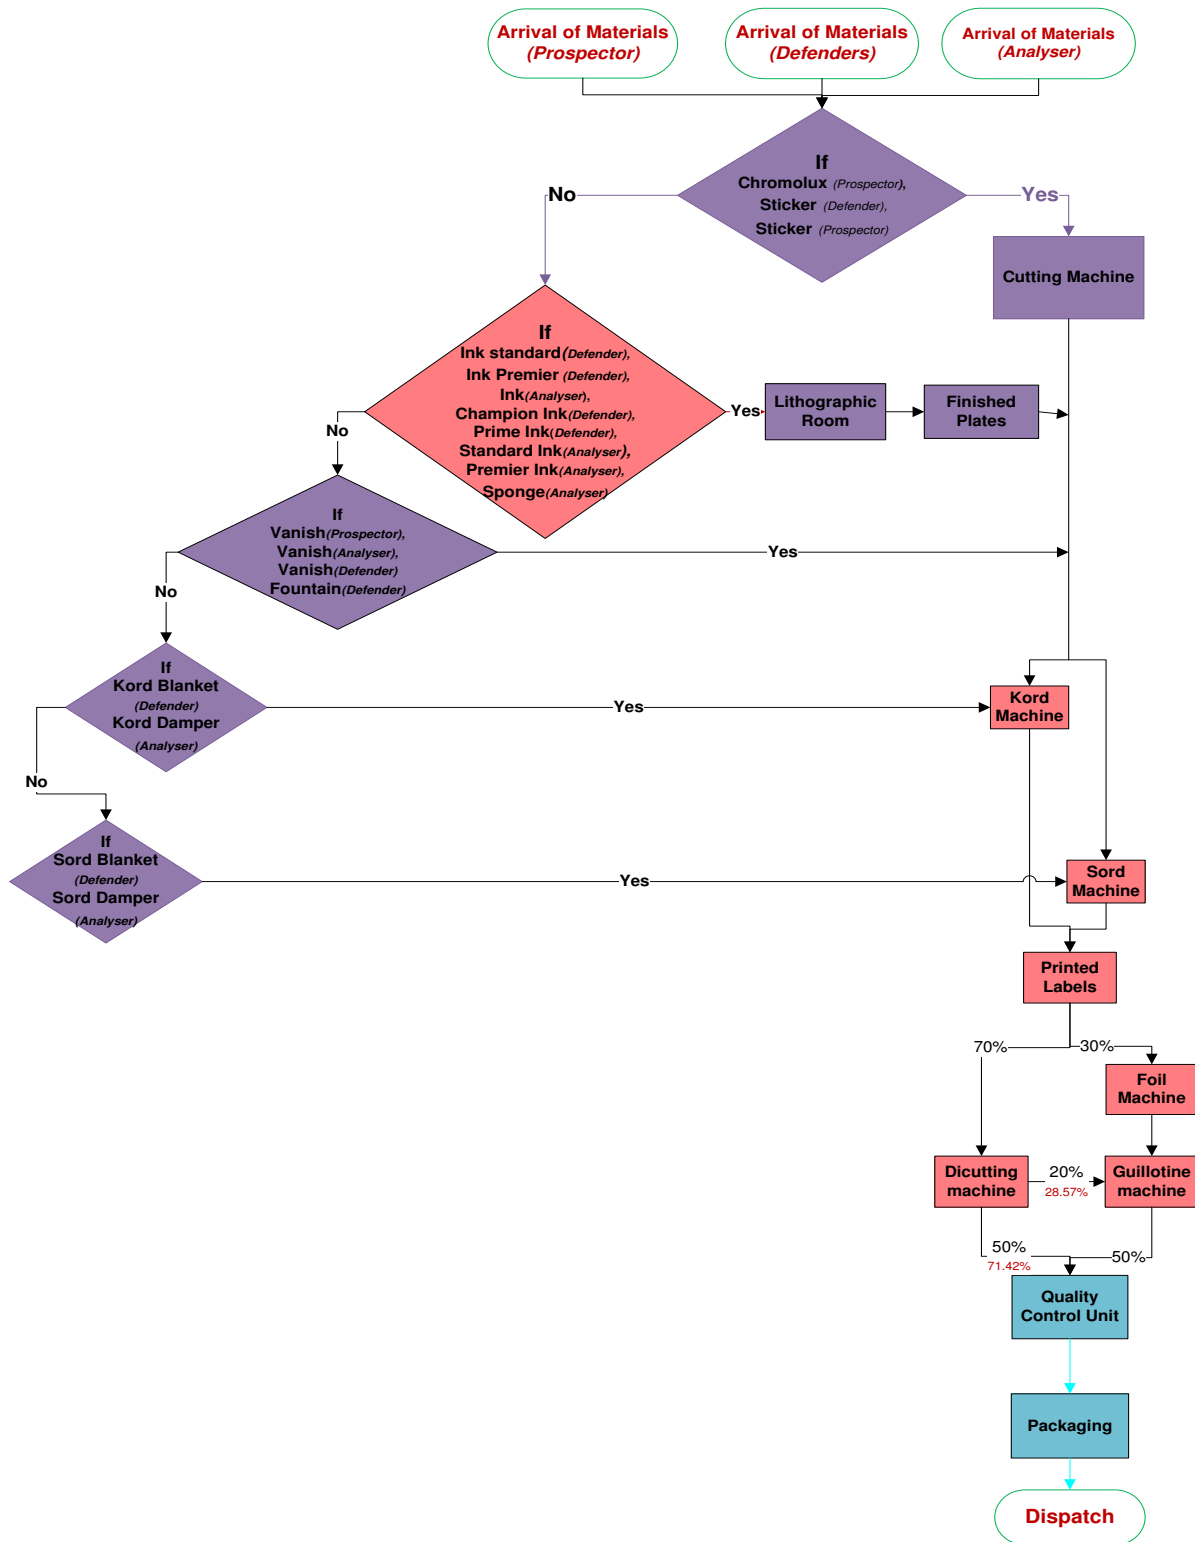 Arrival of Materials
(Prospector)
Arrival of Materials
(Defenders)
Arrival of Materials
(Analyser)
If
Chromolux (Prospector),
Sticker (Defender),
Sticker (Prospector)
No
Yes
Cutting Machine
If
Ink standard(Defender),
Ink Premier (Defender),
Ink(Analyser),
Champion Ink(Defender),
Prime Ink(Defender),
Standard Ink(Analyser),
Premier Ink(Analyser),
Sponge(Analyser)
Yes
Lithographic
Room
Finished
Plates
No
If
Vanish(Prospector),
Vanish(Analyser),
Vanish(Defender)
Fountain(Defender)
Yes
No
If
Kord Blanket
(Defender)
Kord Damper
(Analyser)
Yes
Kord
Machine
No
If
Sord Blanket
(Defender)
Sord Damper
(Analyser)
Yes
Sord
Machine
Printed
Labels
70%
30%
Foil
Machine
Dicutting
machine
20%
28.57%
Guillotine
machine
50%
71.42%
50%
Quality
Control Unit
Packaging
Dispatch